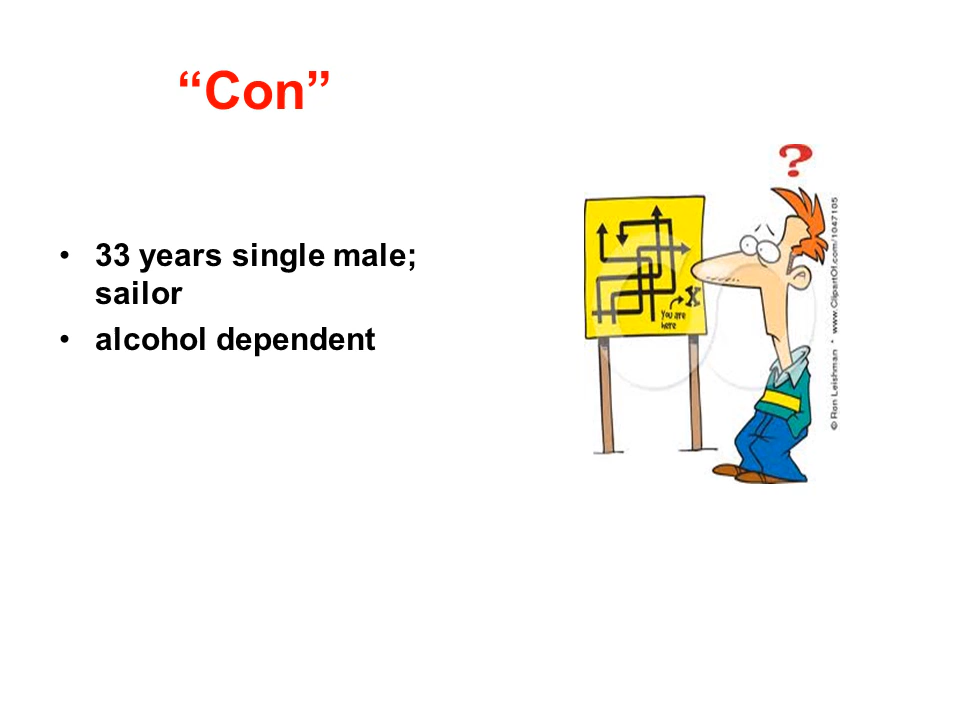 “Con”
• 33 years single male;
sailor
• alcohol dependent
?
X
You are
here
© Ron Leishman * www.ClipartOf.com/1047105